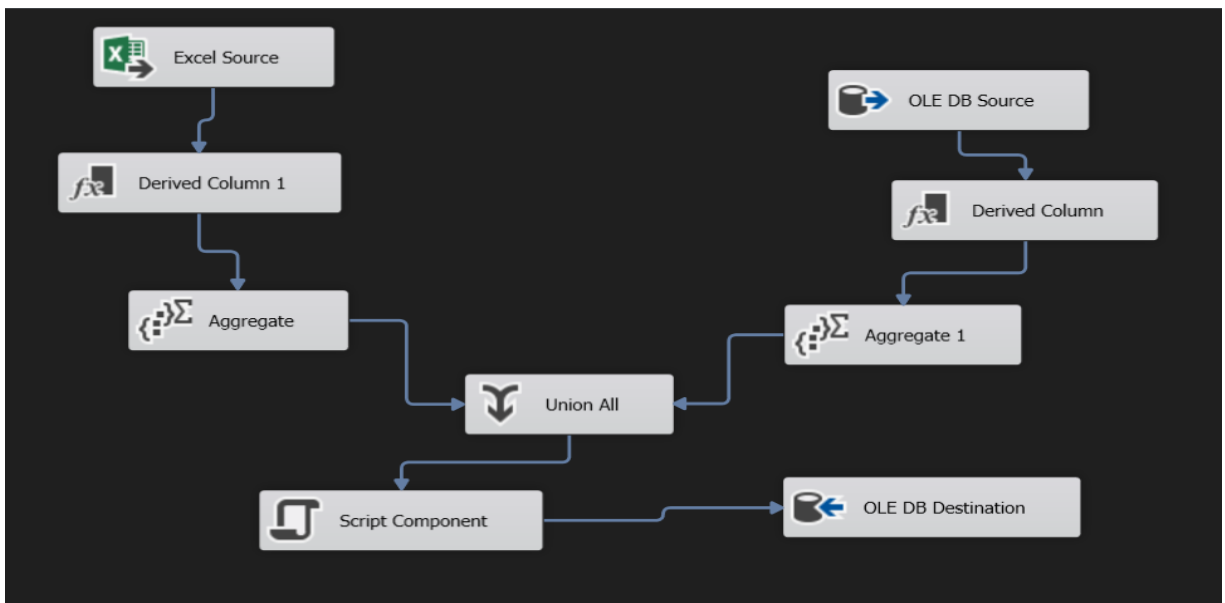 Excel Source
OLE DB Source
Derived Column 1
Derived Column
Aggregate
Aggregate 1
Union All
Script Component
OLE DB Destination